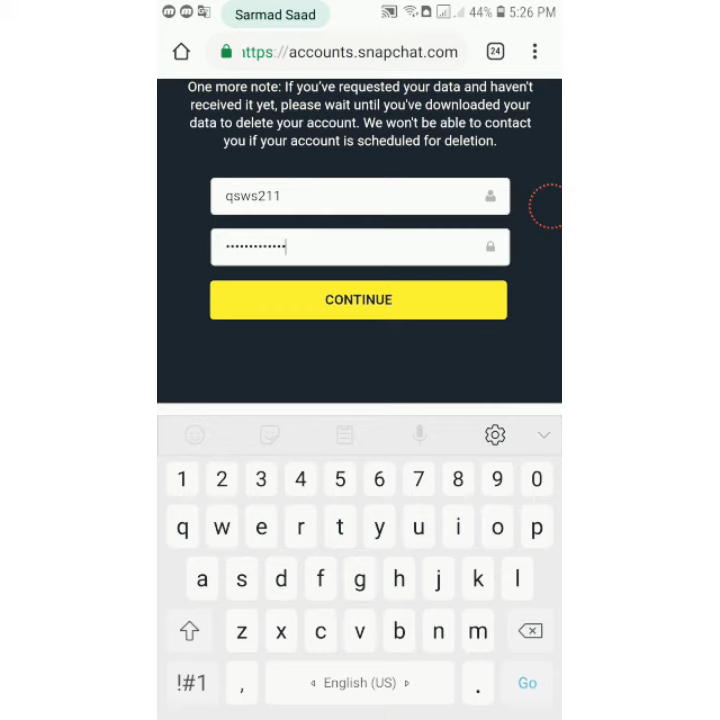 Sarmad Saad
44% 5:26 PM
https://accounts.snapchat.com
24
One more note: If you've requested your data and haven't
received it yet, please wait until you've downloaded your
data to delete your account. We won't be able to contact
you if your account is scheduled for deletion.
qsws211
•••••••••••••
CONTINUE
1 2 3 4 5 6 7 8 9 0
q w e r t y u i o p
a s d f g h j k l
z x c v b n m
!#1 , English (US) . Go